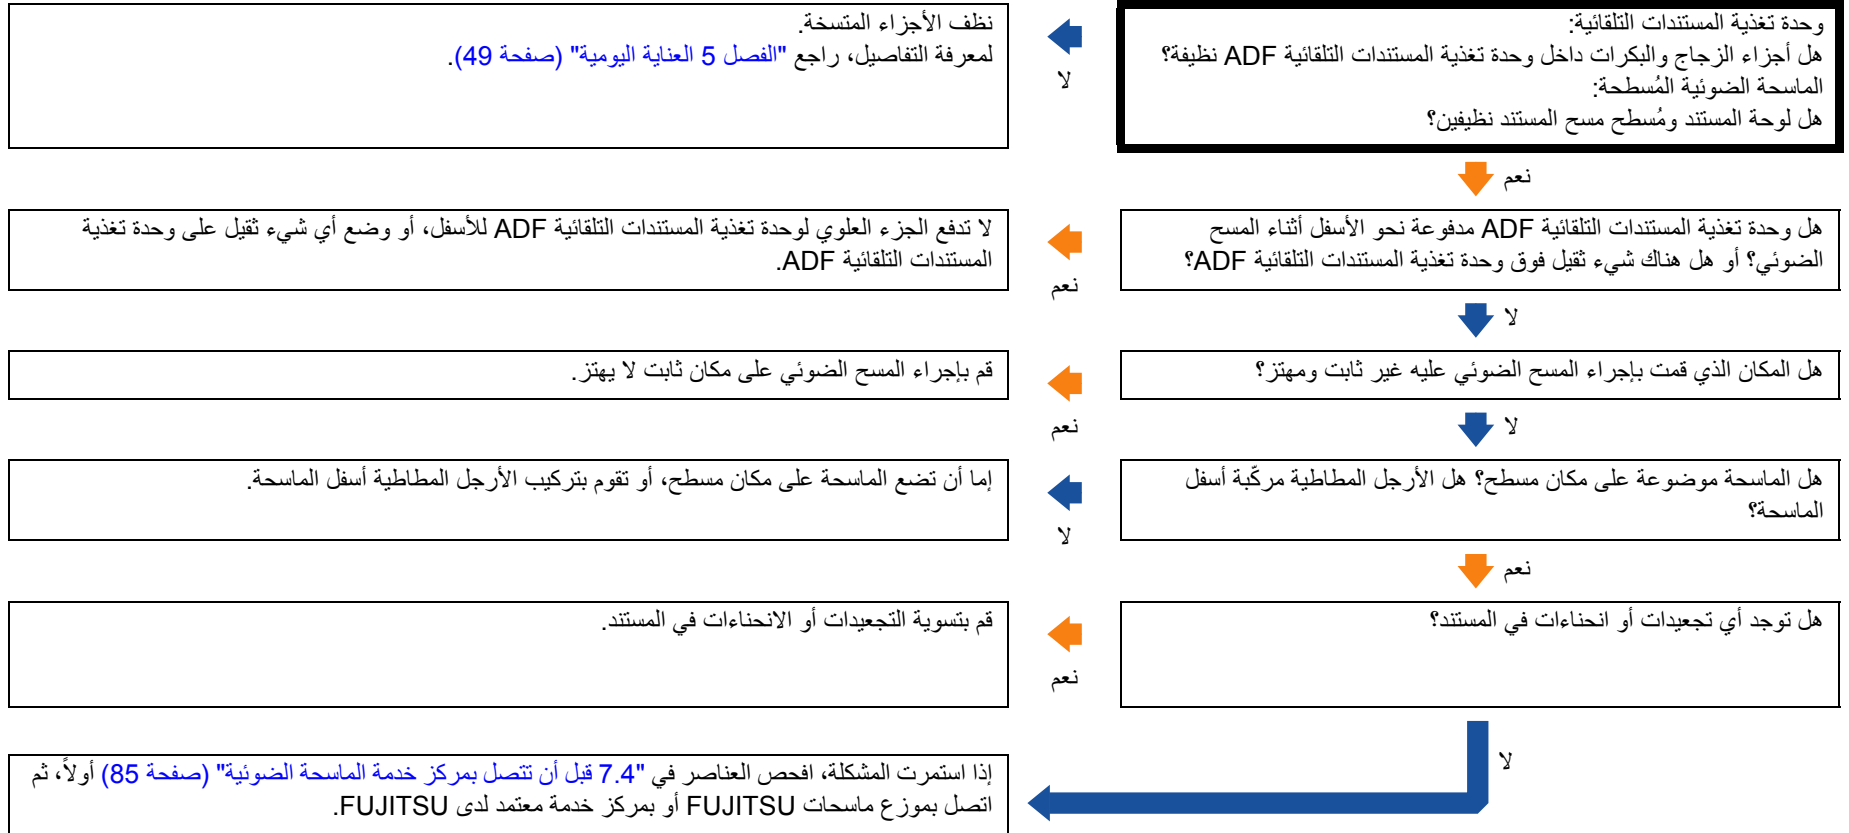 وحدة تغذية المستندات التلقائية:
هل أجزاء الزجاج والبكرات داخل وحدة تغذية المستندات التلقائية ADF نظيفة؟
الماسحة الضوئية المُسطحة:
هل لوحة المستند ومُسطح مسح المستند نظيفين؟
لا
نظف الأجزاء المتسخة.
لمعرفة التفاصيل، راجع "الفصل 5 العناية اليومية" (صفحة 49).
نعم
هل وحدة تغذية المستندات التلقائية ADF مدفوعة نحو الأسفل أثناء المسح
الضوئي؟ أو هل هناك شيء ثقيل فوق وحدة تغذية المستندات التلقائية ADF؟
نعم
لا تدفع الجزء العلوي لوحدة تغذية المستندات التلقائية ADF للأسفل، أو وضع أي شيء ثقيل على وحدة تغذية
المستندات التلقائية ADF.
لا
هل المكان الذي قمت بإجراء المسح الضوئي عليه غير ثابت ومهتز؟
نعم
قم بإجراء المسح الضوئي على مكان ثابت لا يهتز.
لا
هل الماسحة موضوعة على مكان مسطح؟ هل الأرجل المطاطية مركّبة أسفل
الماسحة؟
لا
إما أن تضع الماسحة على مكان مسطح، أو تقوم بتركيب الأرجل المطاطية أسفل الماسحة.
نعم
هل توجد أي تجعيدات أو انحناءات في المستند؟
نعم
قم بتسوية التجعيدات أو الانحناءات في المستند.
لا
إذا استمرت المشكلة، افحص العناصر في "7.4 قبل أن تتصل بمركز خدمة الماسحة الضوئية" (صفحة 85) أولاً، ثم
اتصل بموزع ماسحات FUJITSU أو بمركز خدمة معتمد لدى FUJITSU.